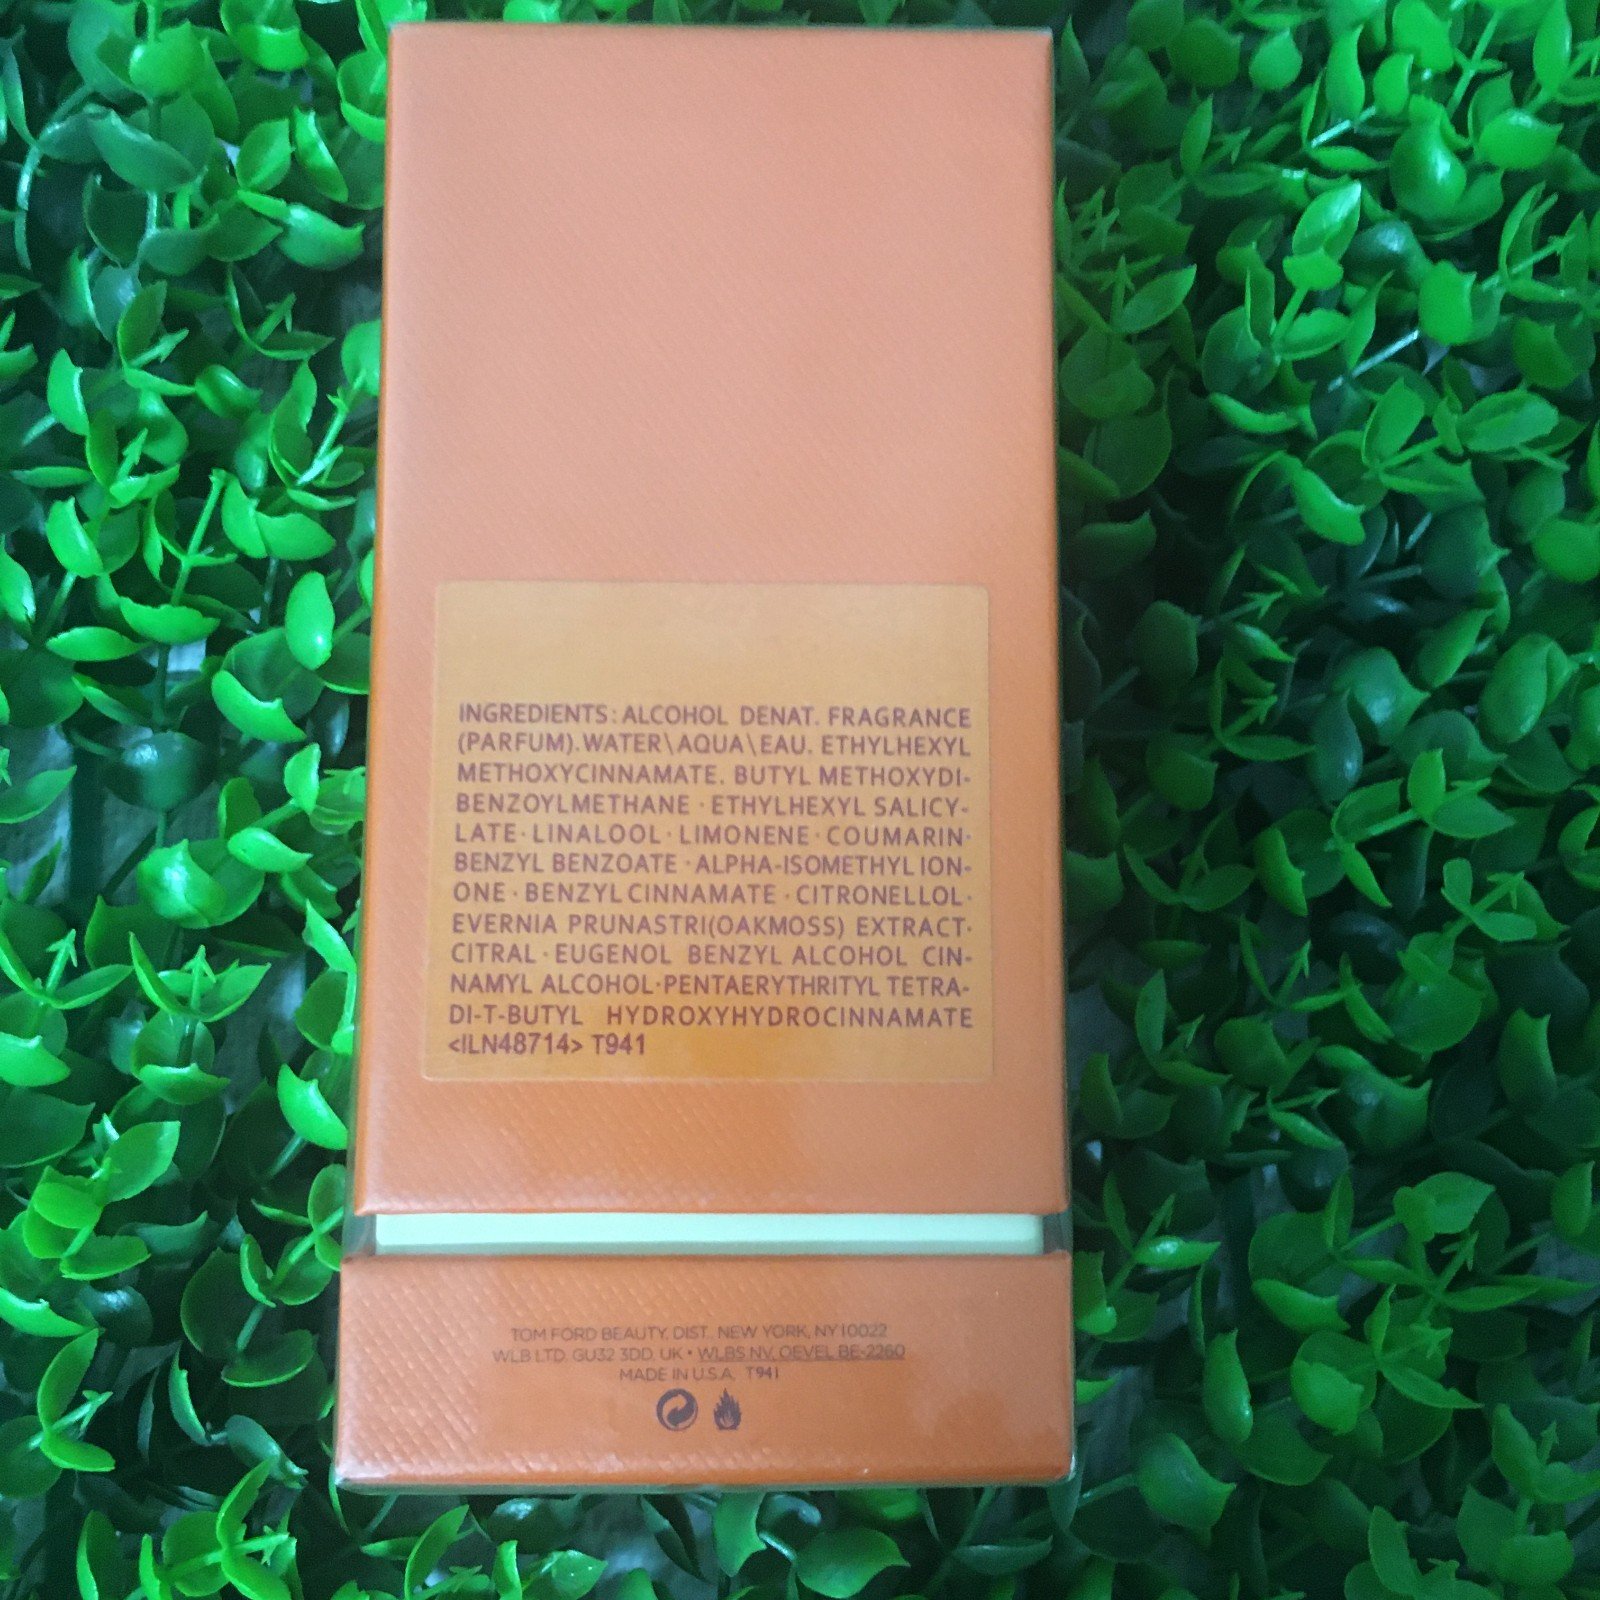 INGREDIENTS: ALCOHOL DENAT. FRAGRANCE
(PARFUM).WATER\AQUA\EAU. ETHYLHEXYL
METHOXYCINNAMATE. BUTYL METHOXYDI-
BENZOYLMETHANE · ETHYLHEXYL SALICY-
LATE · LINALOOL · LIMONENE · COUMARIN·
BENZYL BENZOATE · ALPHA-ISOMETHYL ION-
ONE · BENZYL CINNAMATE · CITRONELLOL·
EVERNIA PRUNASTRI(OAKMOSS) EXTRACT·
CITRAL · EUGENOL BENZYL ALCOHOL CIN-
NAMYL ALCOHOL·PENTAERYTHRITYL TETRA-
DI-T-BUTYL HYDROXYHYDROCINNAMATE
<ILN48714> T941
TOM FORD BEAUTY, DIST., NEW YORK, NY 10022
WLB LTD. GU32 3DD. UK • WLBS NV, OEVEL BE-2260
MADE IN U.S.A. T941